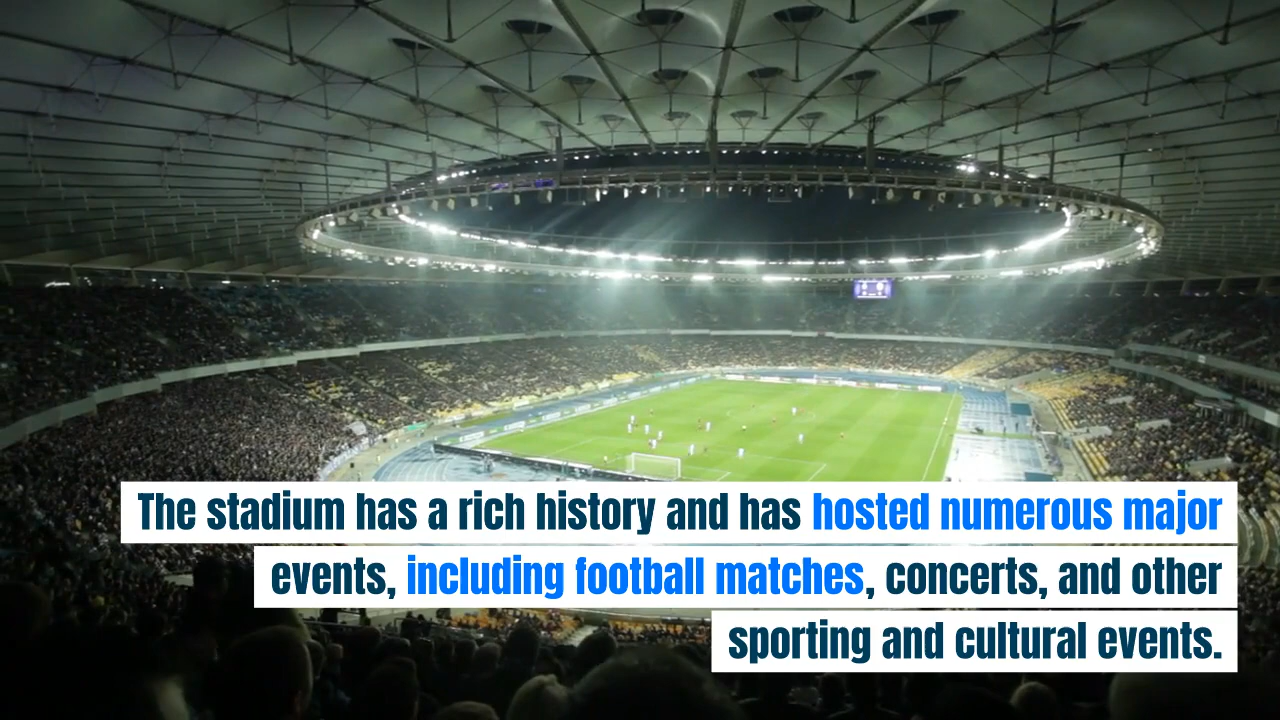 The stadium has a rich history and has hosted numerous major
events, including football matches, concerts, and other
sporting and cultural events.